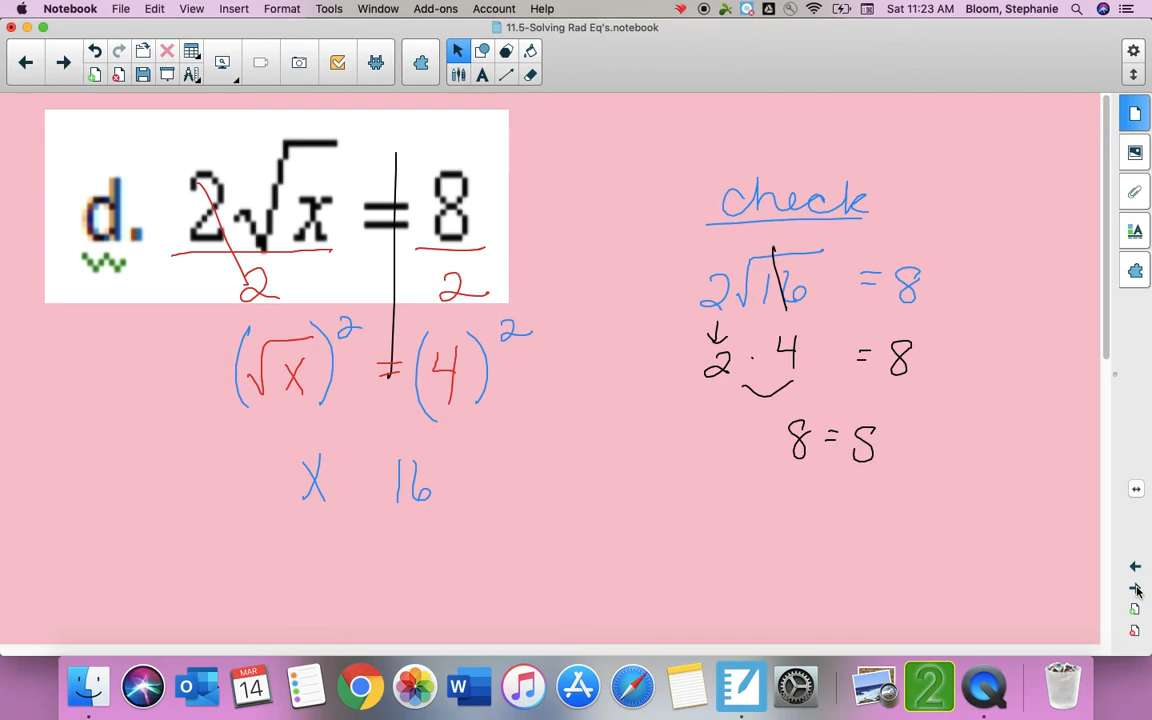 Notebook File Edit View Insert Format Tools Window Add-ons Account Help Sat 11:23 AM Bloom, Stephanie
11.5-Solving Rad Eq's.notebook
d. 2√x = 8
2 2
(√x)² = (4)²
x 16
check
2√16 = 8
2 · 4 = 8
8 = 8
MAR
14
W
2